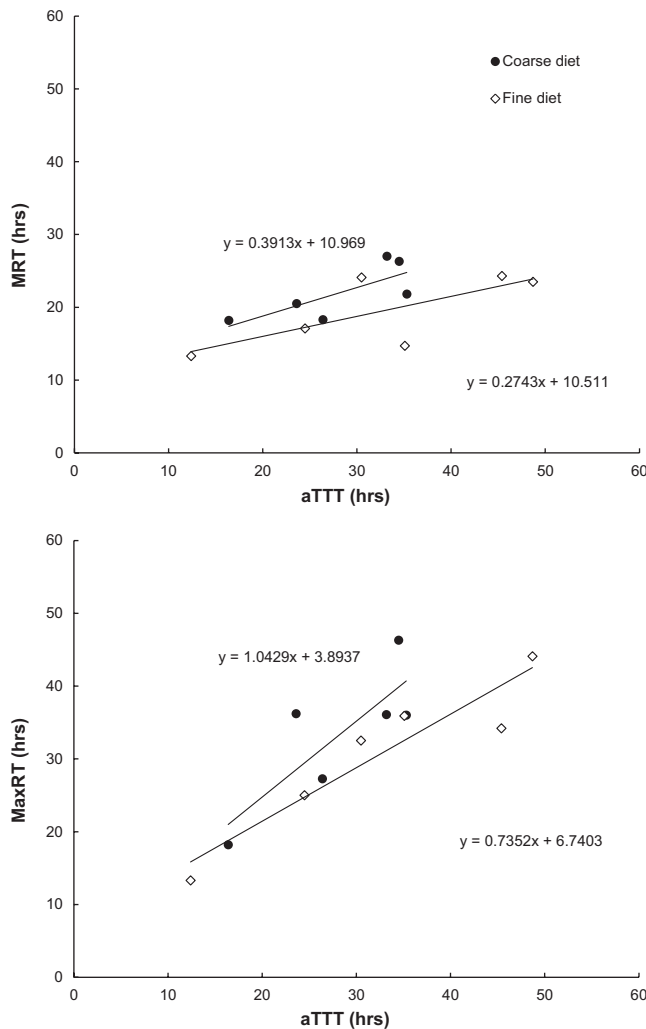 60
Coarse diet
50
Fine diet
40
MRT (hrs)
30
y = 0.3913x + 10.969
20
10
y = 0.2743x + 10.511
0
0 10 20 30 40 50 60
aTTT (hrs)
60
50
y = 1.0429x + 3.8937
40
MaxRT (hrs)
30
20
y = 0.7352x + 6.7403
10
0
0 10 20 30 40 50 60
aTTT (hrs)